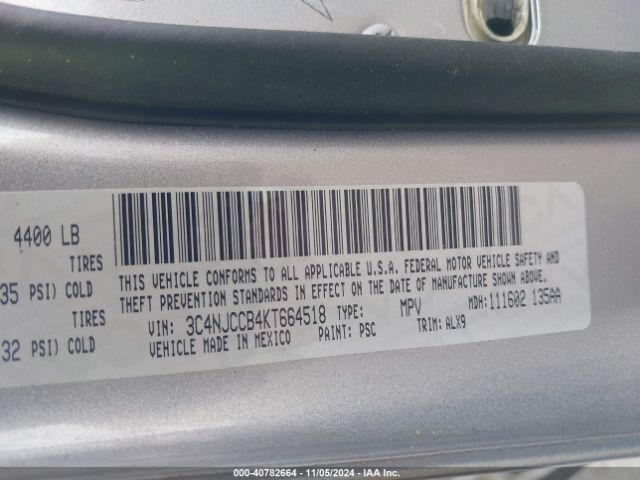 4400 LB
TIRES
35 PSI) COLD
TIRES
32 PSI) COLD
THIS VEHICLE CONFORMS TO ALL APPLICABLE U.S.A. FEDERAL MOTOR VEHICLE SAFETY AND
THEFT PREVENTION STANDARDS IN EFFECT ON THE DATE OF MANUFACTURE SHOWN ABOVE.
VIN: 3C4NJCCB4KT664518 TYPE: MPV MDH: 111602 135AA
VEHICLE MADE IN MEXICO PAINT: PSC TRIM: ALX9
000-40782664 - 11/05/2024 - IAA Inc.